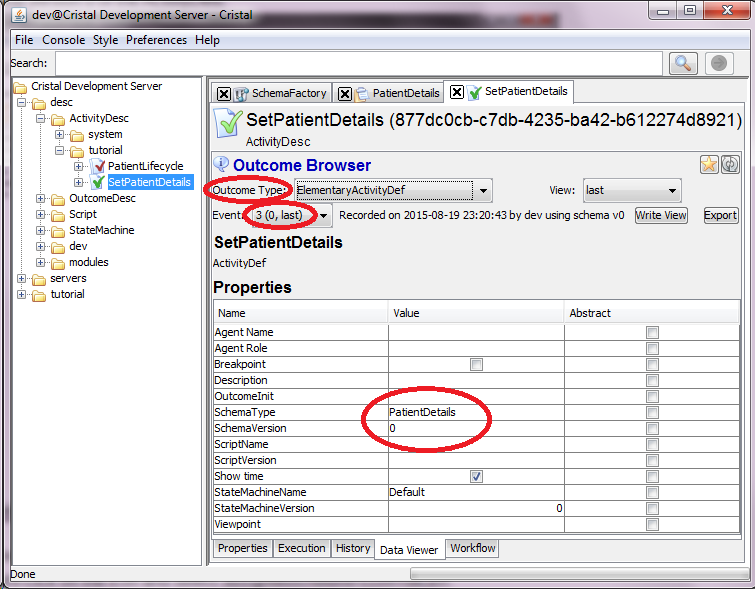 dev@Cristal Development Server - Cristal
File Console Style Preferences Help
Search:
Cristal Development Server
desc
ActivityDesc
system
tutorial
PatientLifecycle
SetPatientDetails
OutcomeDesc
Script
StateMachine
dev
modules
servers
tutorial
SchemaFactory PatientDetails SetPatientDetails
SetPatientDetails (877dc0cb-c7db-4235-ba42-b612274d8921)
ActivityDesc
Outcome Browser
Outcome Type: ElementaryActivityDef View: last
Event: 3 (0, last) Recorded on 2015-08-19 23:20:43 by dev using schema v0 Write View Export
SetPatientDetails
ActivityDef
Properties
Name Value Abstract
Agent Name
Agent Role
Breakpoint
Description
OutcomeInit
SchemaType PatientDetails
SchemaVersion 0
ScriptName
ScriptVersion
Show time
StateMachineName Default
StateMachineVersion 0
Viewpoint
Properties Execution History Data Viewer Workflow
Done